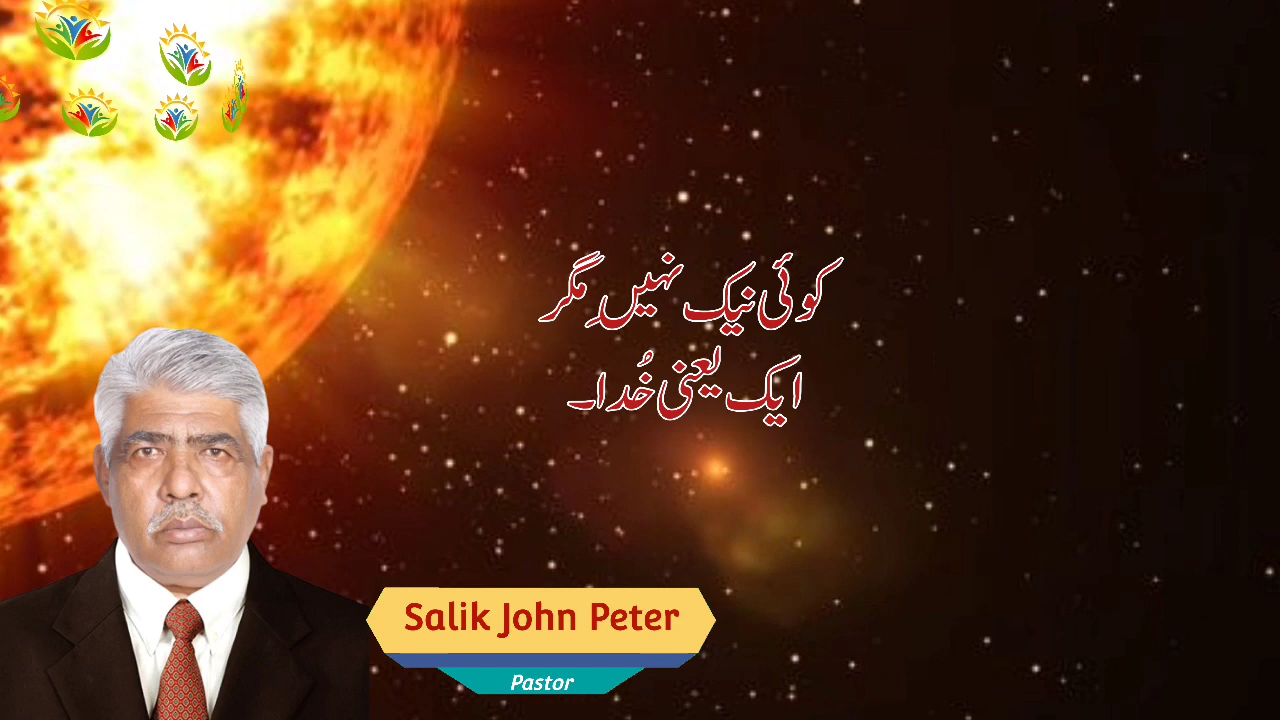 کوئی نیک نہیں مگر
ایک یعنی خُدا۔
Salik John Peter
Pastor